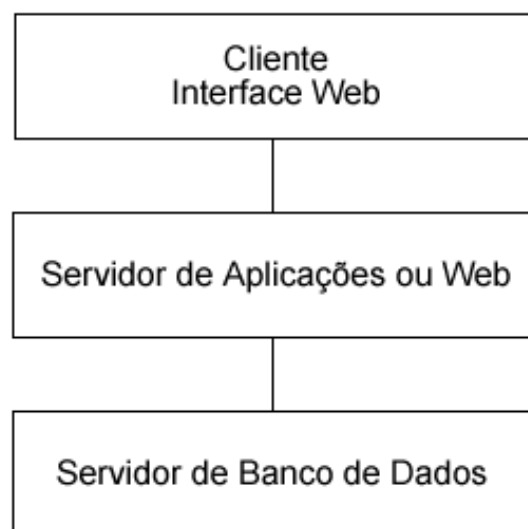 Cliente
Interface Web
Servidor de Aplicações ou Web
Servidor de Banco de Dados